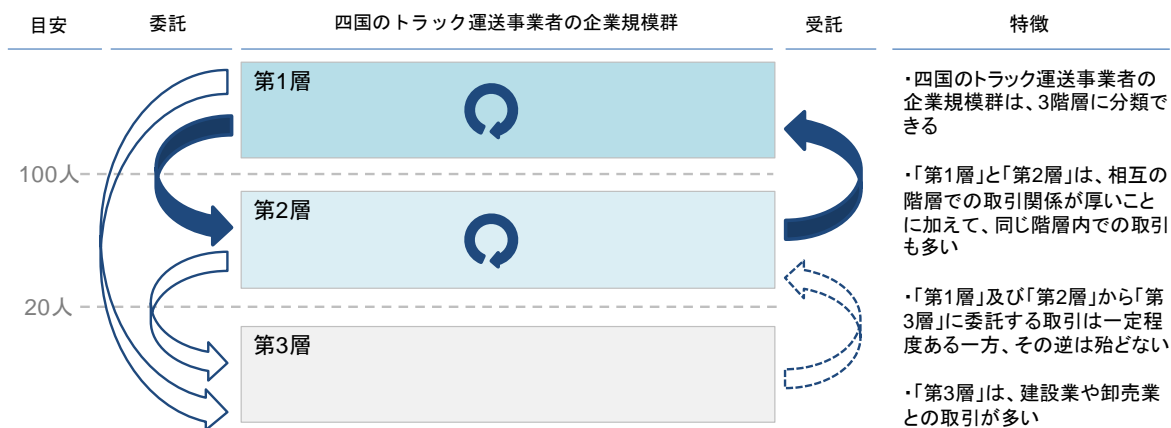 目安
委託
四国のトラック運送事業者の企業規模群
受託
特徴
第1層
100人
第2層
20人
第3層
・四国のトラック運送事業者の
企業規模群は、3階層に分類で
きる
・「第1層」と「第2層」は、相互の
階層での取引関係が厚いこと
に加えて、同じ階層内での取引
も多い
・「第1層」及び「第2層」から「第
3層」に委託する取引は一定程
度ある一方、その逆は殆どない
・「第3層」は、建設業や卸売業
との取引が多い